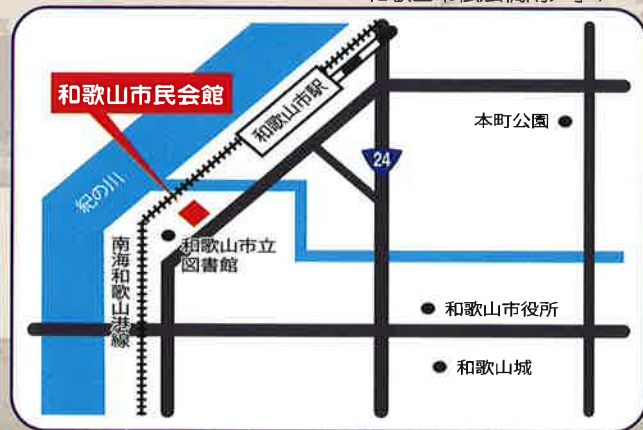 和歌山市民会館
和歌山市駅
本町公園
24
紀の川
和歌山市立
図書館
南海和歌山港線
和歌山市役所
和歌山城